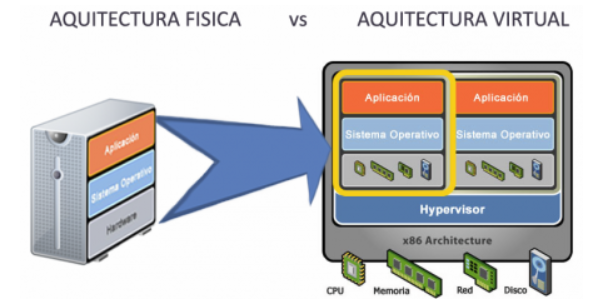 AQUITECTURA FISICA vs AQUITECTURA VIRTUAL
Aplicación
Sistema Operativo
Hardware
Aplicación Aplicación
Sistema Operativo Sistema Operativo
Hypervisor
x86 Architecture
CPU Memoria Red Disco